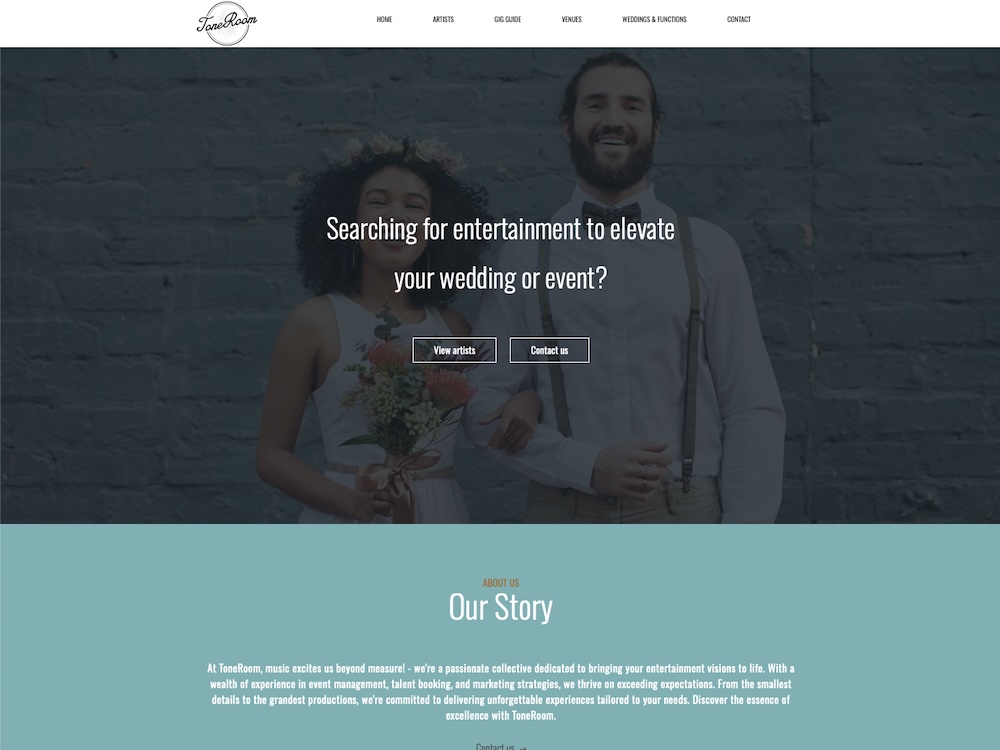 ToneRoom
HOME
ARTISTS
GIG GUIDE
VENUES
WEDDINGS & FUNCTIONS
CONTACT
Searching for entertainment to elevate
your wedding or event?
View artists
Contact us
ABOUT US
Our Story
At ToneRoom, music excites us beyond measure! - we're a passionate collective dedicated to bringing your entertainment visions to life. With a
wealth of experience in event management, talent booking, and marketing strategies, we thrive on exceeding expectations. From the smallest
details to the grandest productions, we're committed to delivering unforgettable experiences tailored to your needs. Discover the essence of
excellence with ToneRoom.
Contact us →